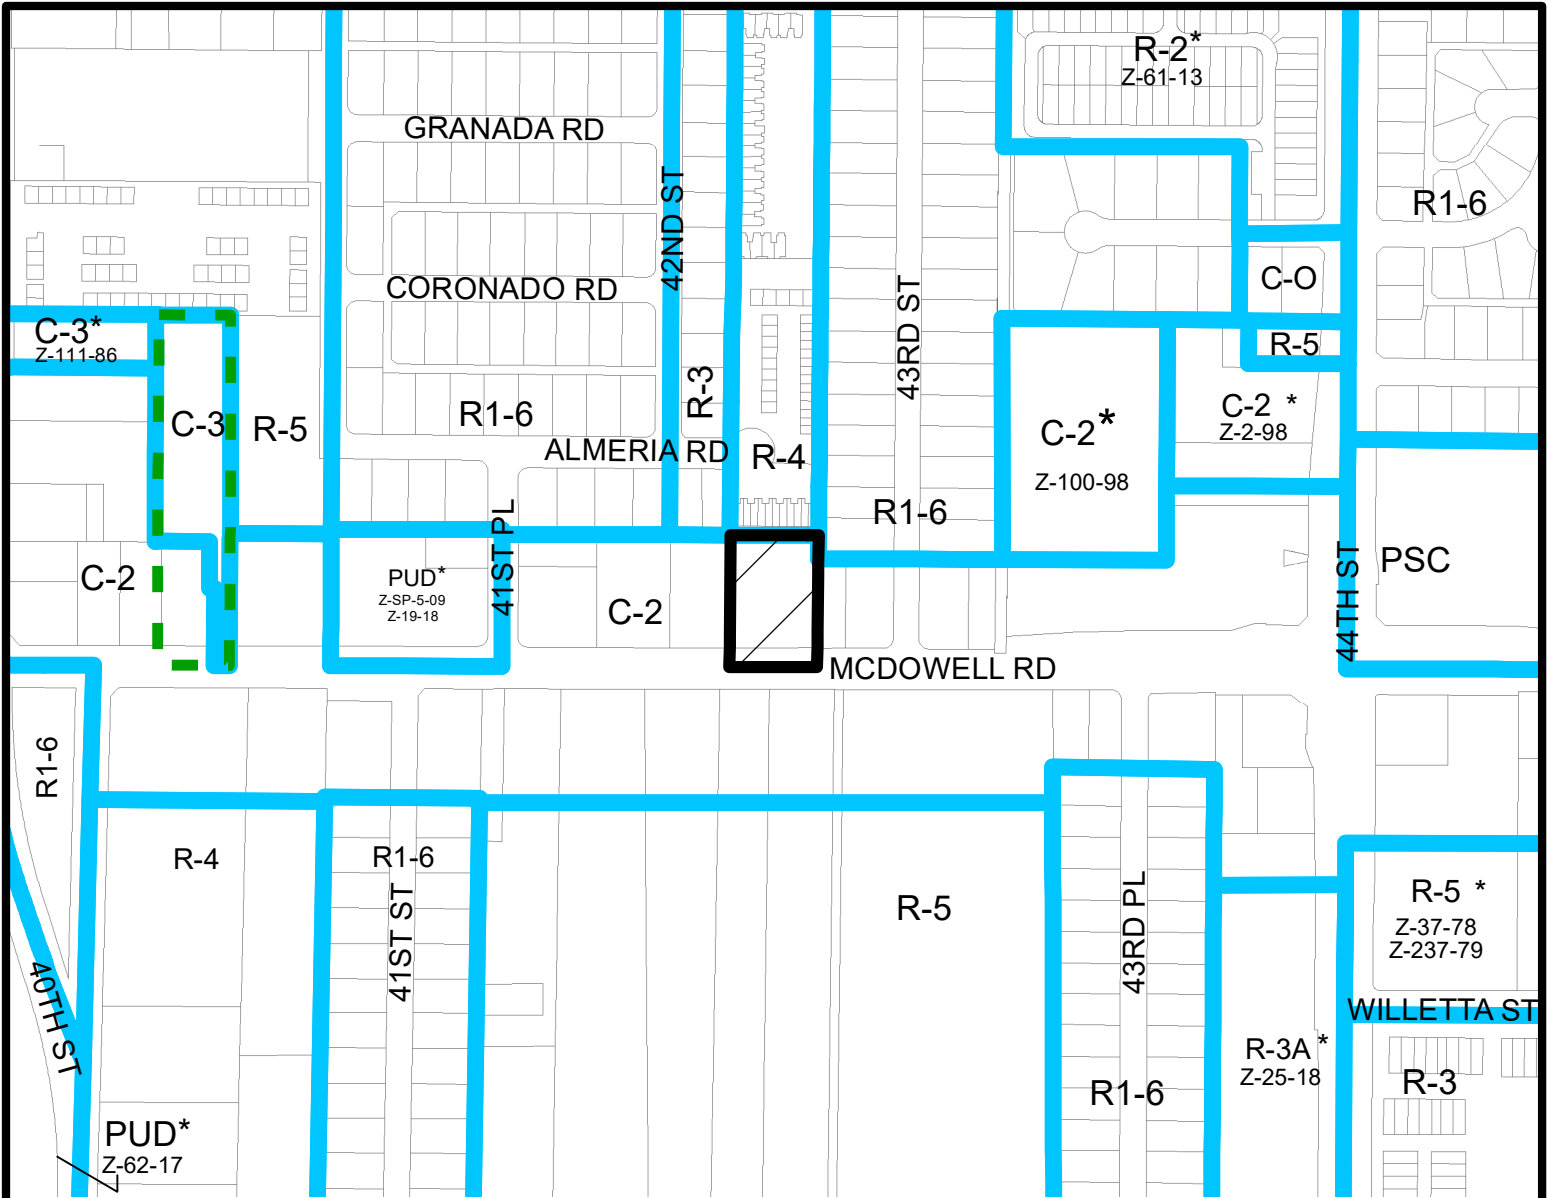 R-2*
Z-61-13
GRANADA RD
42ND ST
R1-6
CORONADO RD
43RD ST
C-O
C-3*
Z-111-86
R-5
C-3
R-5
R1-6
R-3
ALMERIA RD
R-4
C-2*
Z-100-98
C-2 *
Z-2-98
R1-6
41ST PL
44TH ST
PSC
C-2
PUD*
Z-SP-5-09
Z-19-18
C-2
MCDOWELL RD
R1-6
R-4
R1-6
41ST ST
R-5
43RD PL
R-5 *
Z-37-78
Z-237-79
40TH ST
WILLETTA ST
R-3A *
Z-25-18
R-3
R1-6
PUD*
Z-62-17